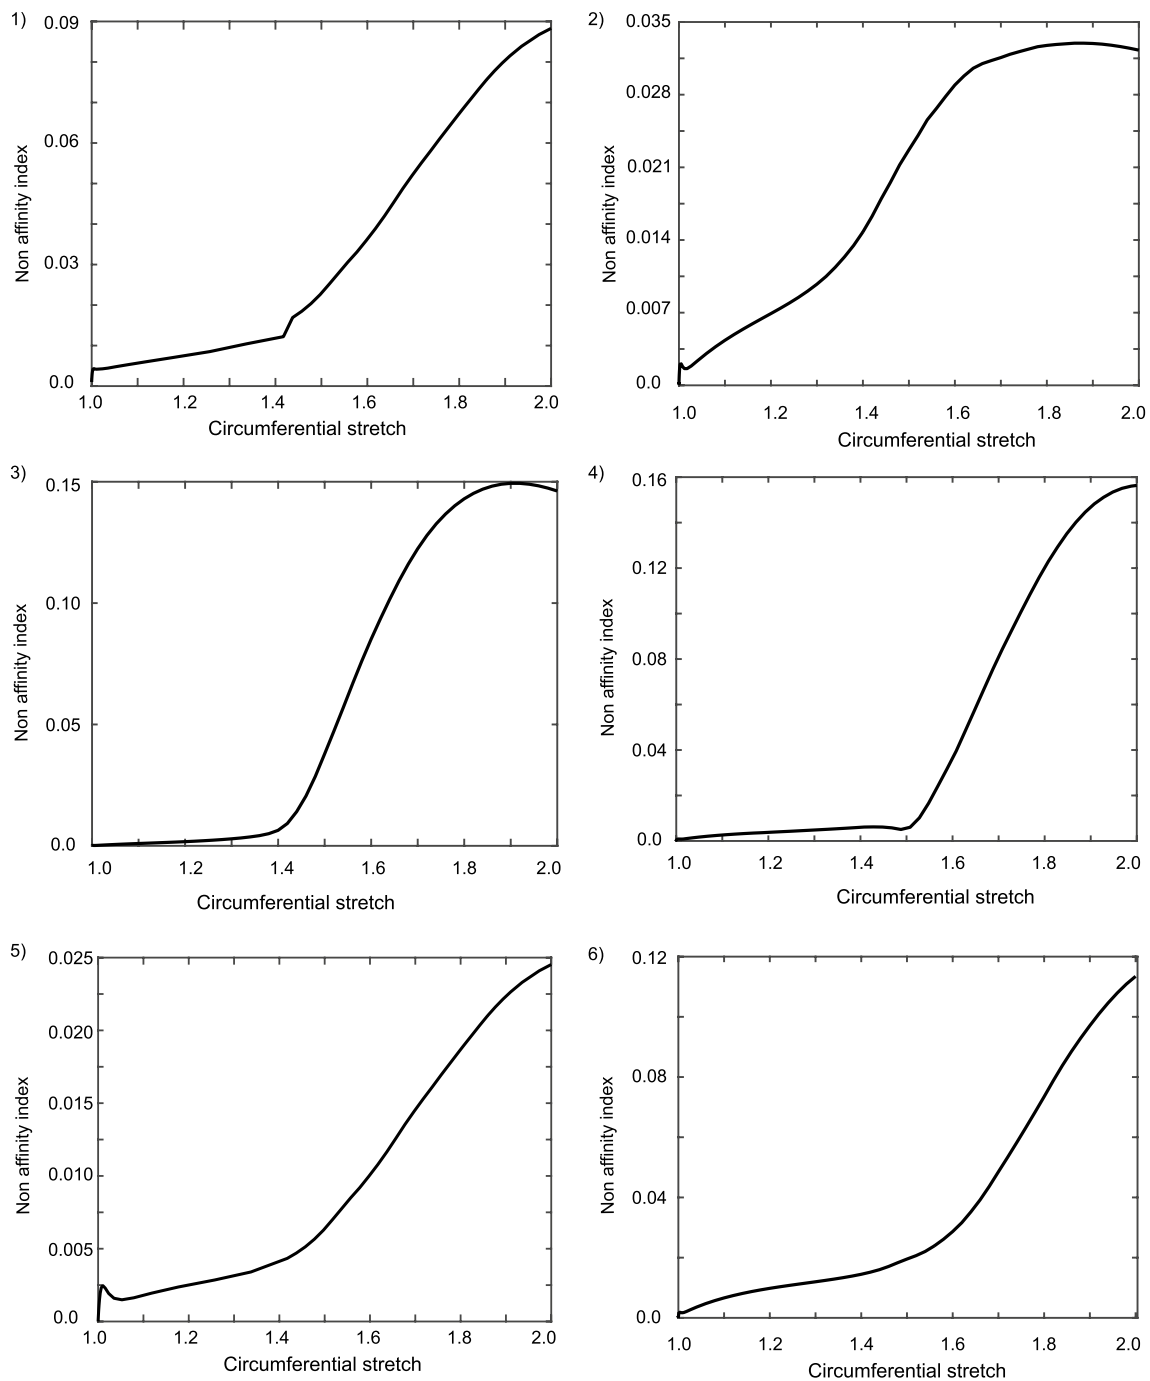 1)
0.09
0.06
0.03
0.0
Non affinity index
1.0 1.2 1.4 1.6 1.8 2.0
Circumferential stretch
2)
0.035
0.028
0.021
0.014
0.007
0.0
Non affinity index
1.0 1.2 1.4 1.6 1.8 2.0
Circumferential stretch
3)
0.15
0.10
0.05
0.0
Non affinity index
1.0 1.2 1.4 1.6 1.8 2.0
Circumferential stretch
4)
0.16
0.12
0.08
0.04
0.0
Non affinity index
1.0 1.2 1.6 1.6 1.8 2.0
Circumferential stretch
5)
0.025
0.020
0.015
0.010
0.005
0.0
Non affinity index
1.0 1.2 1.4 1.6 1.8 2.0
Circumferential stretch
6)
0.12
0.08
0.04
0.0
Non affinity index
1.0 1.2 1.4 1.6 1.8 2.0
Circumferential stretch